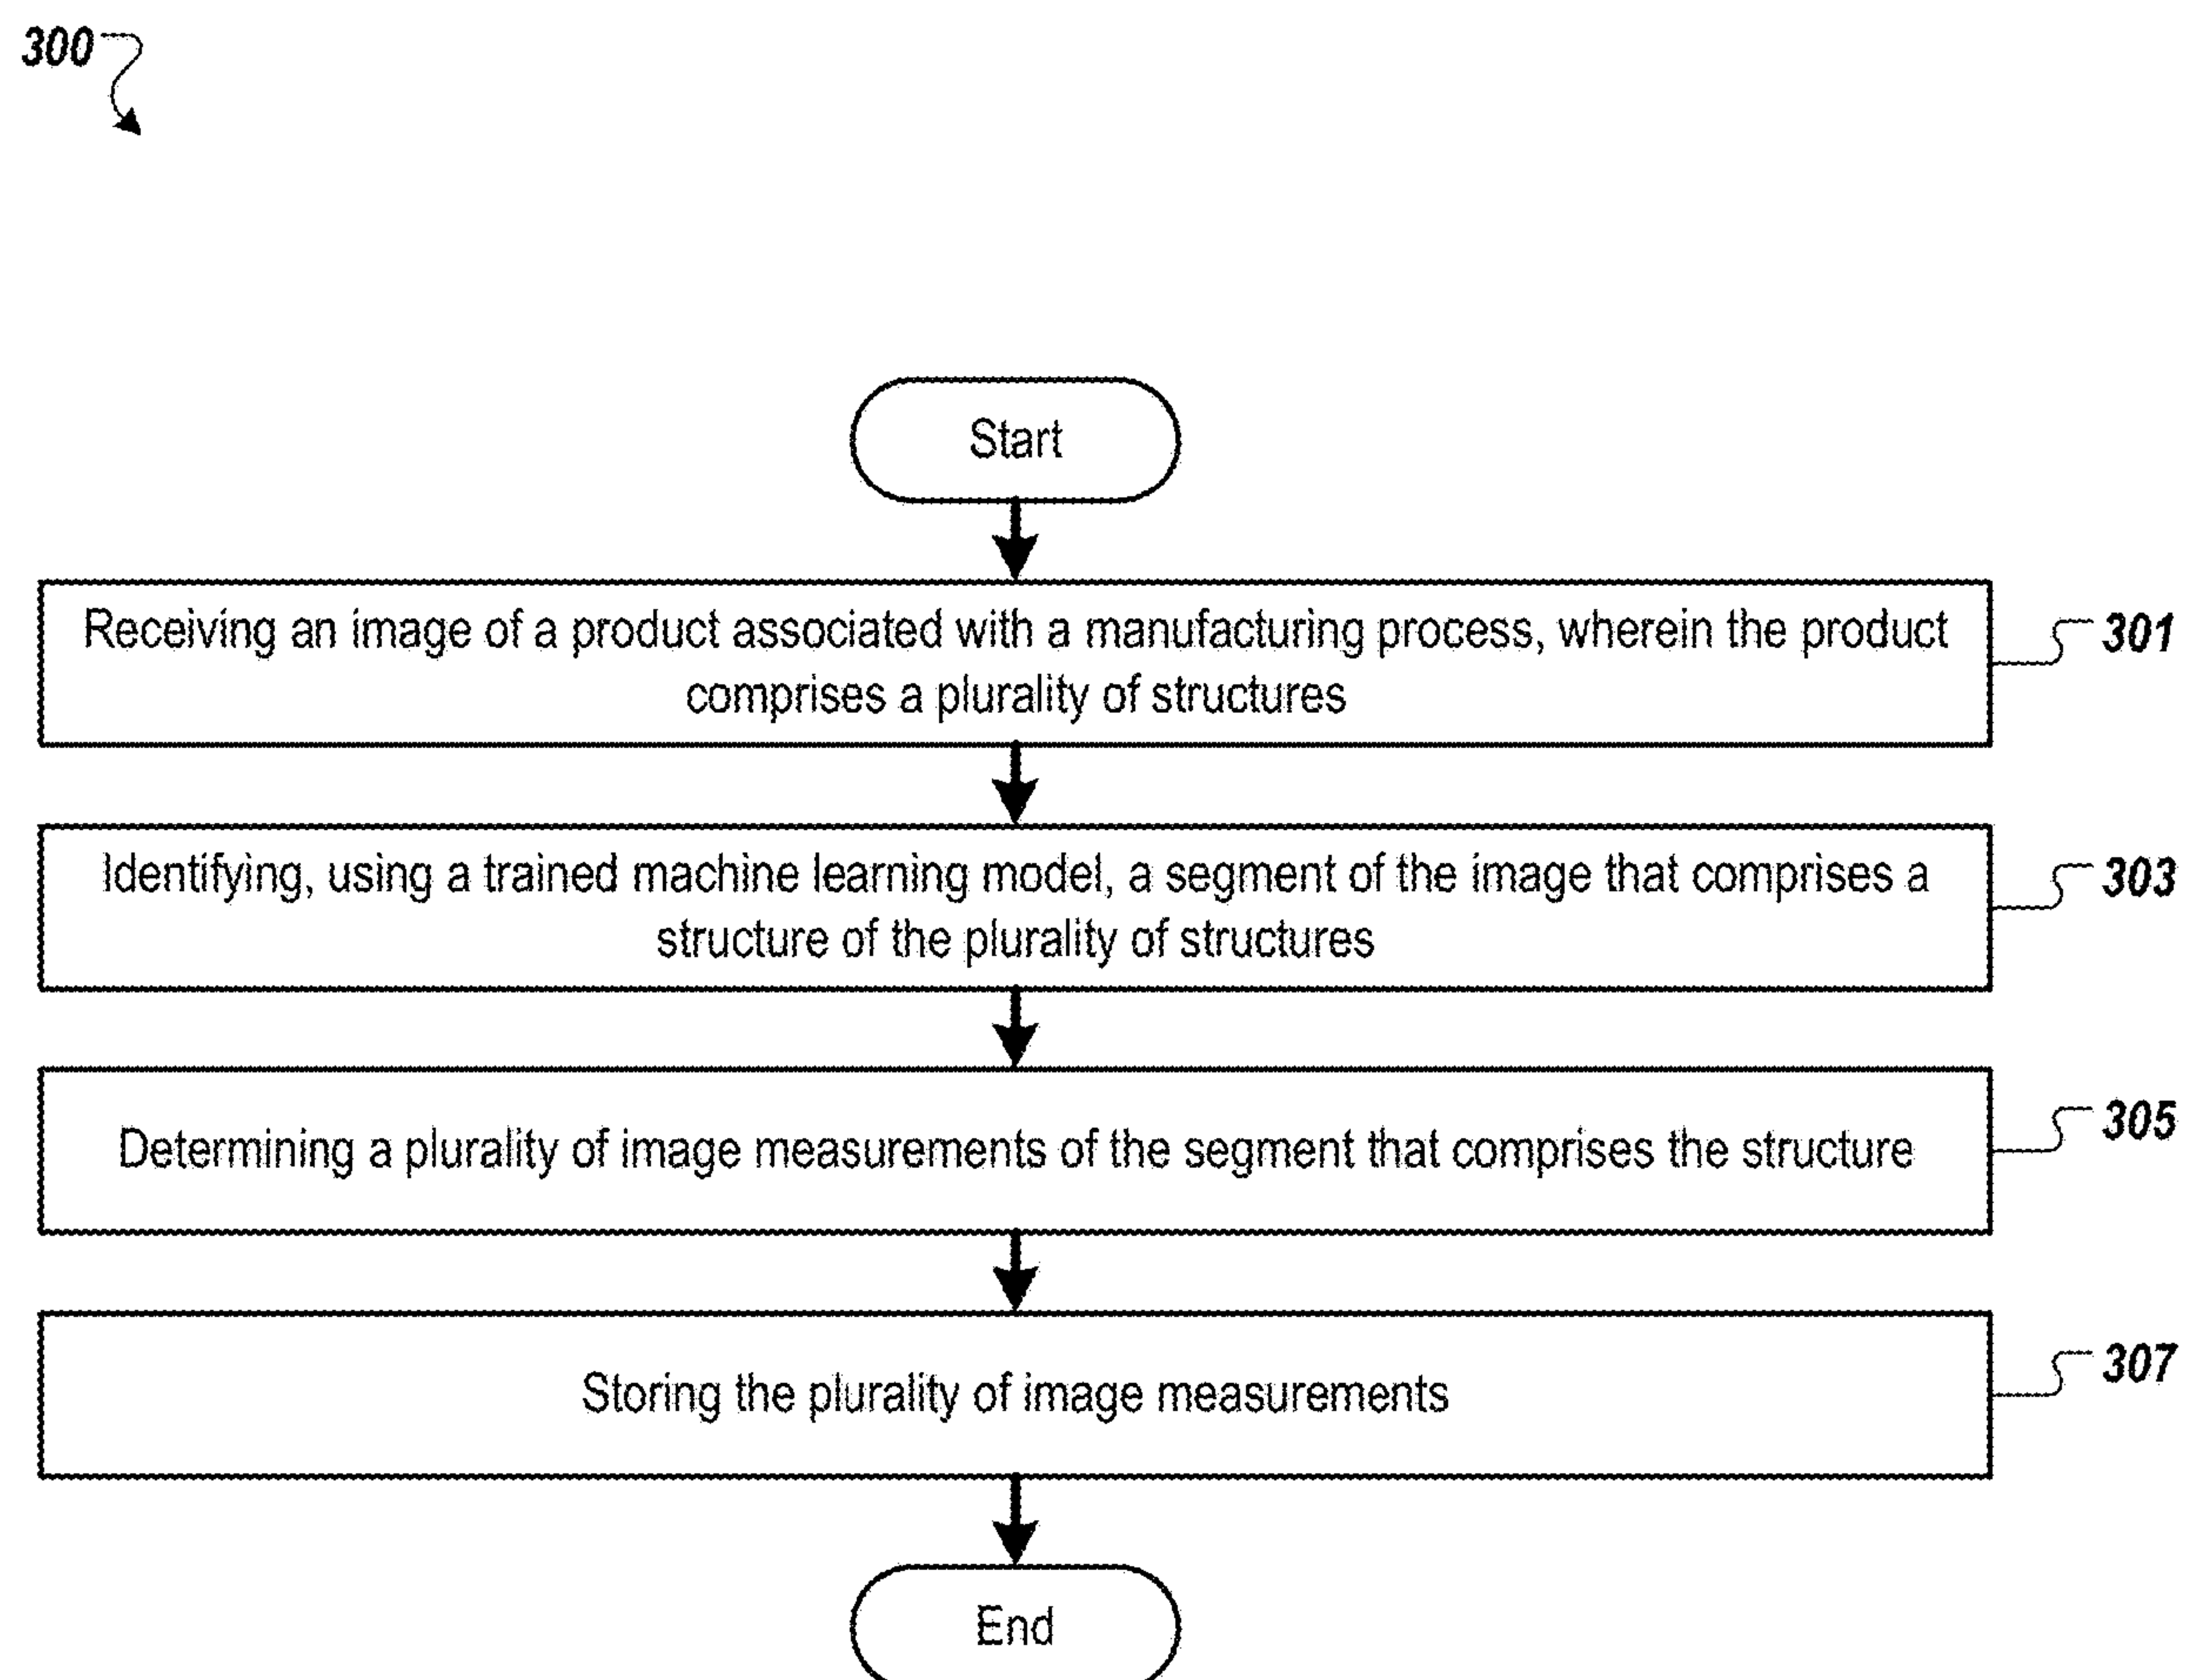 300
Start
Receiving an image of a product associated with a manufacturing process, wherein the product
comprises a plurality of structures
301
Identifying, using a trained machine learning model, a segment of the image that comprises a
structure of the plurality of structures
303
Determining a plurality of image measurements of the segment that comprises the structure
305
Storing the plurality of image measurements
307
End